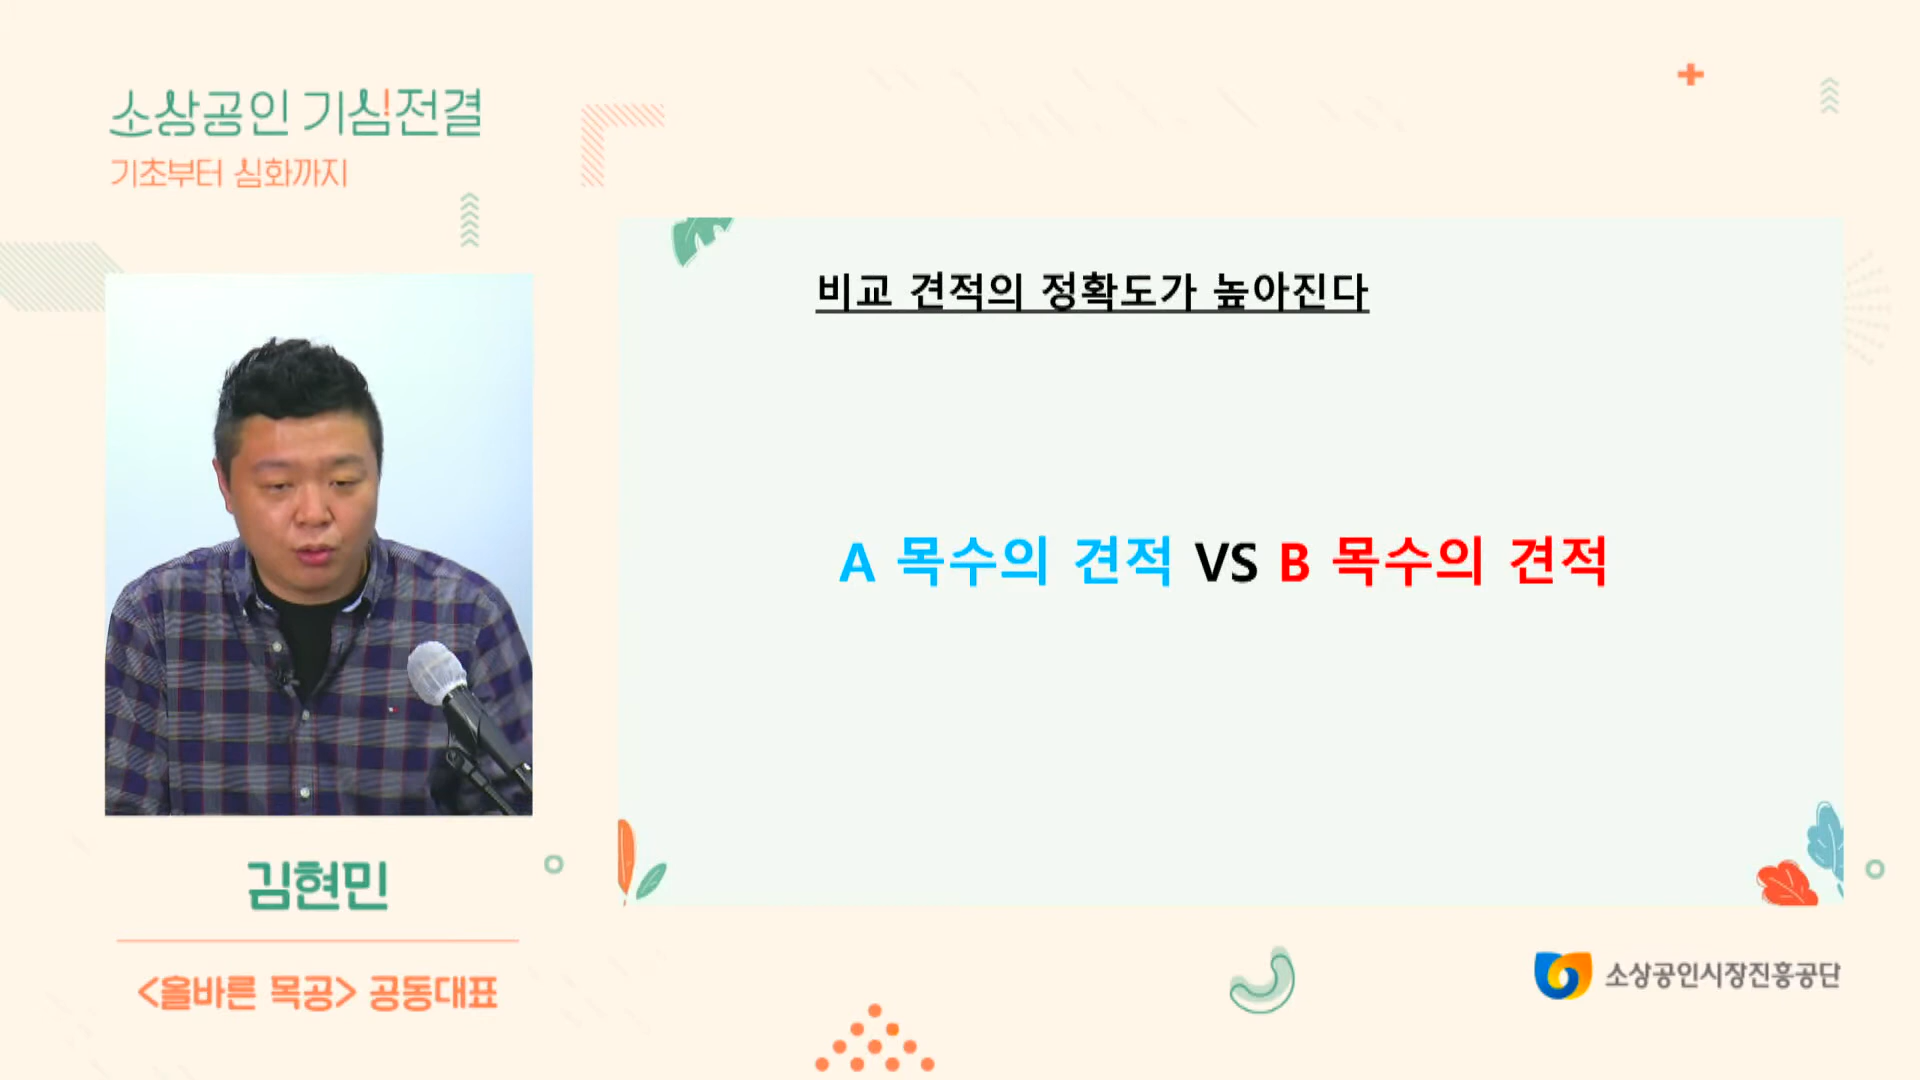 소상공인 기심전결
기초부터 심화까지
비교 견적의 정확도가 높아진다
A 목수의 견적 VS B 목수의 견적
김현민
<올바른 목공> 공동대표
소상공인시장진흥공단